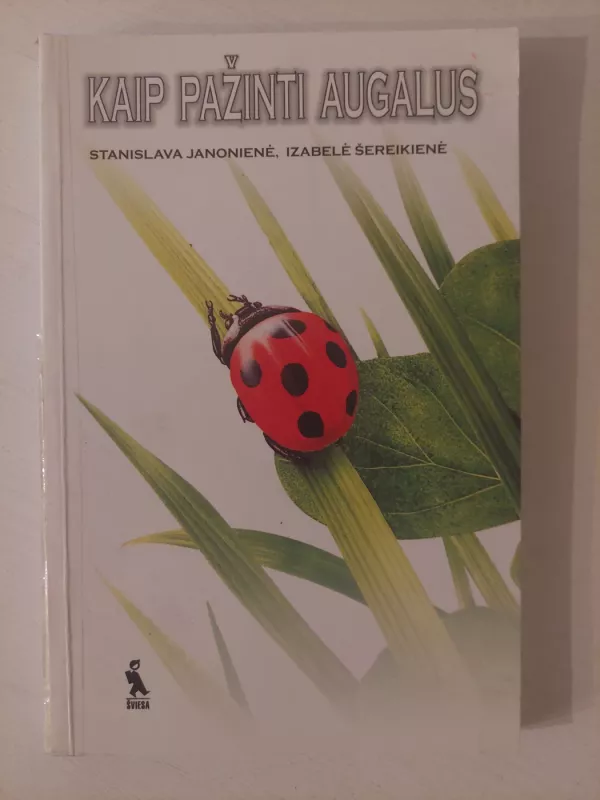 KAIP PAŽINTI AUGALUS
STANISLAVA JANONIENĖ, IZABELĖ ŠEREIKIENĖ
ŠVIESA